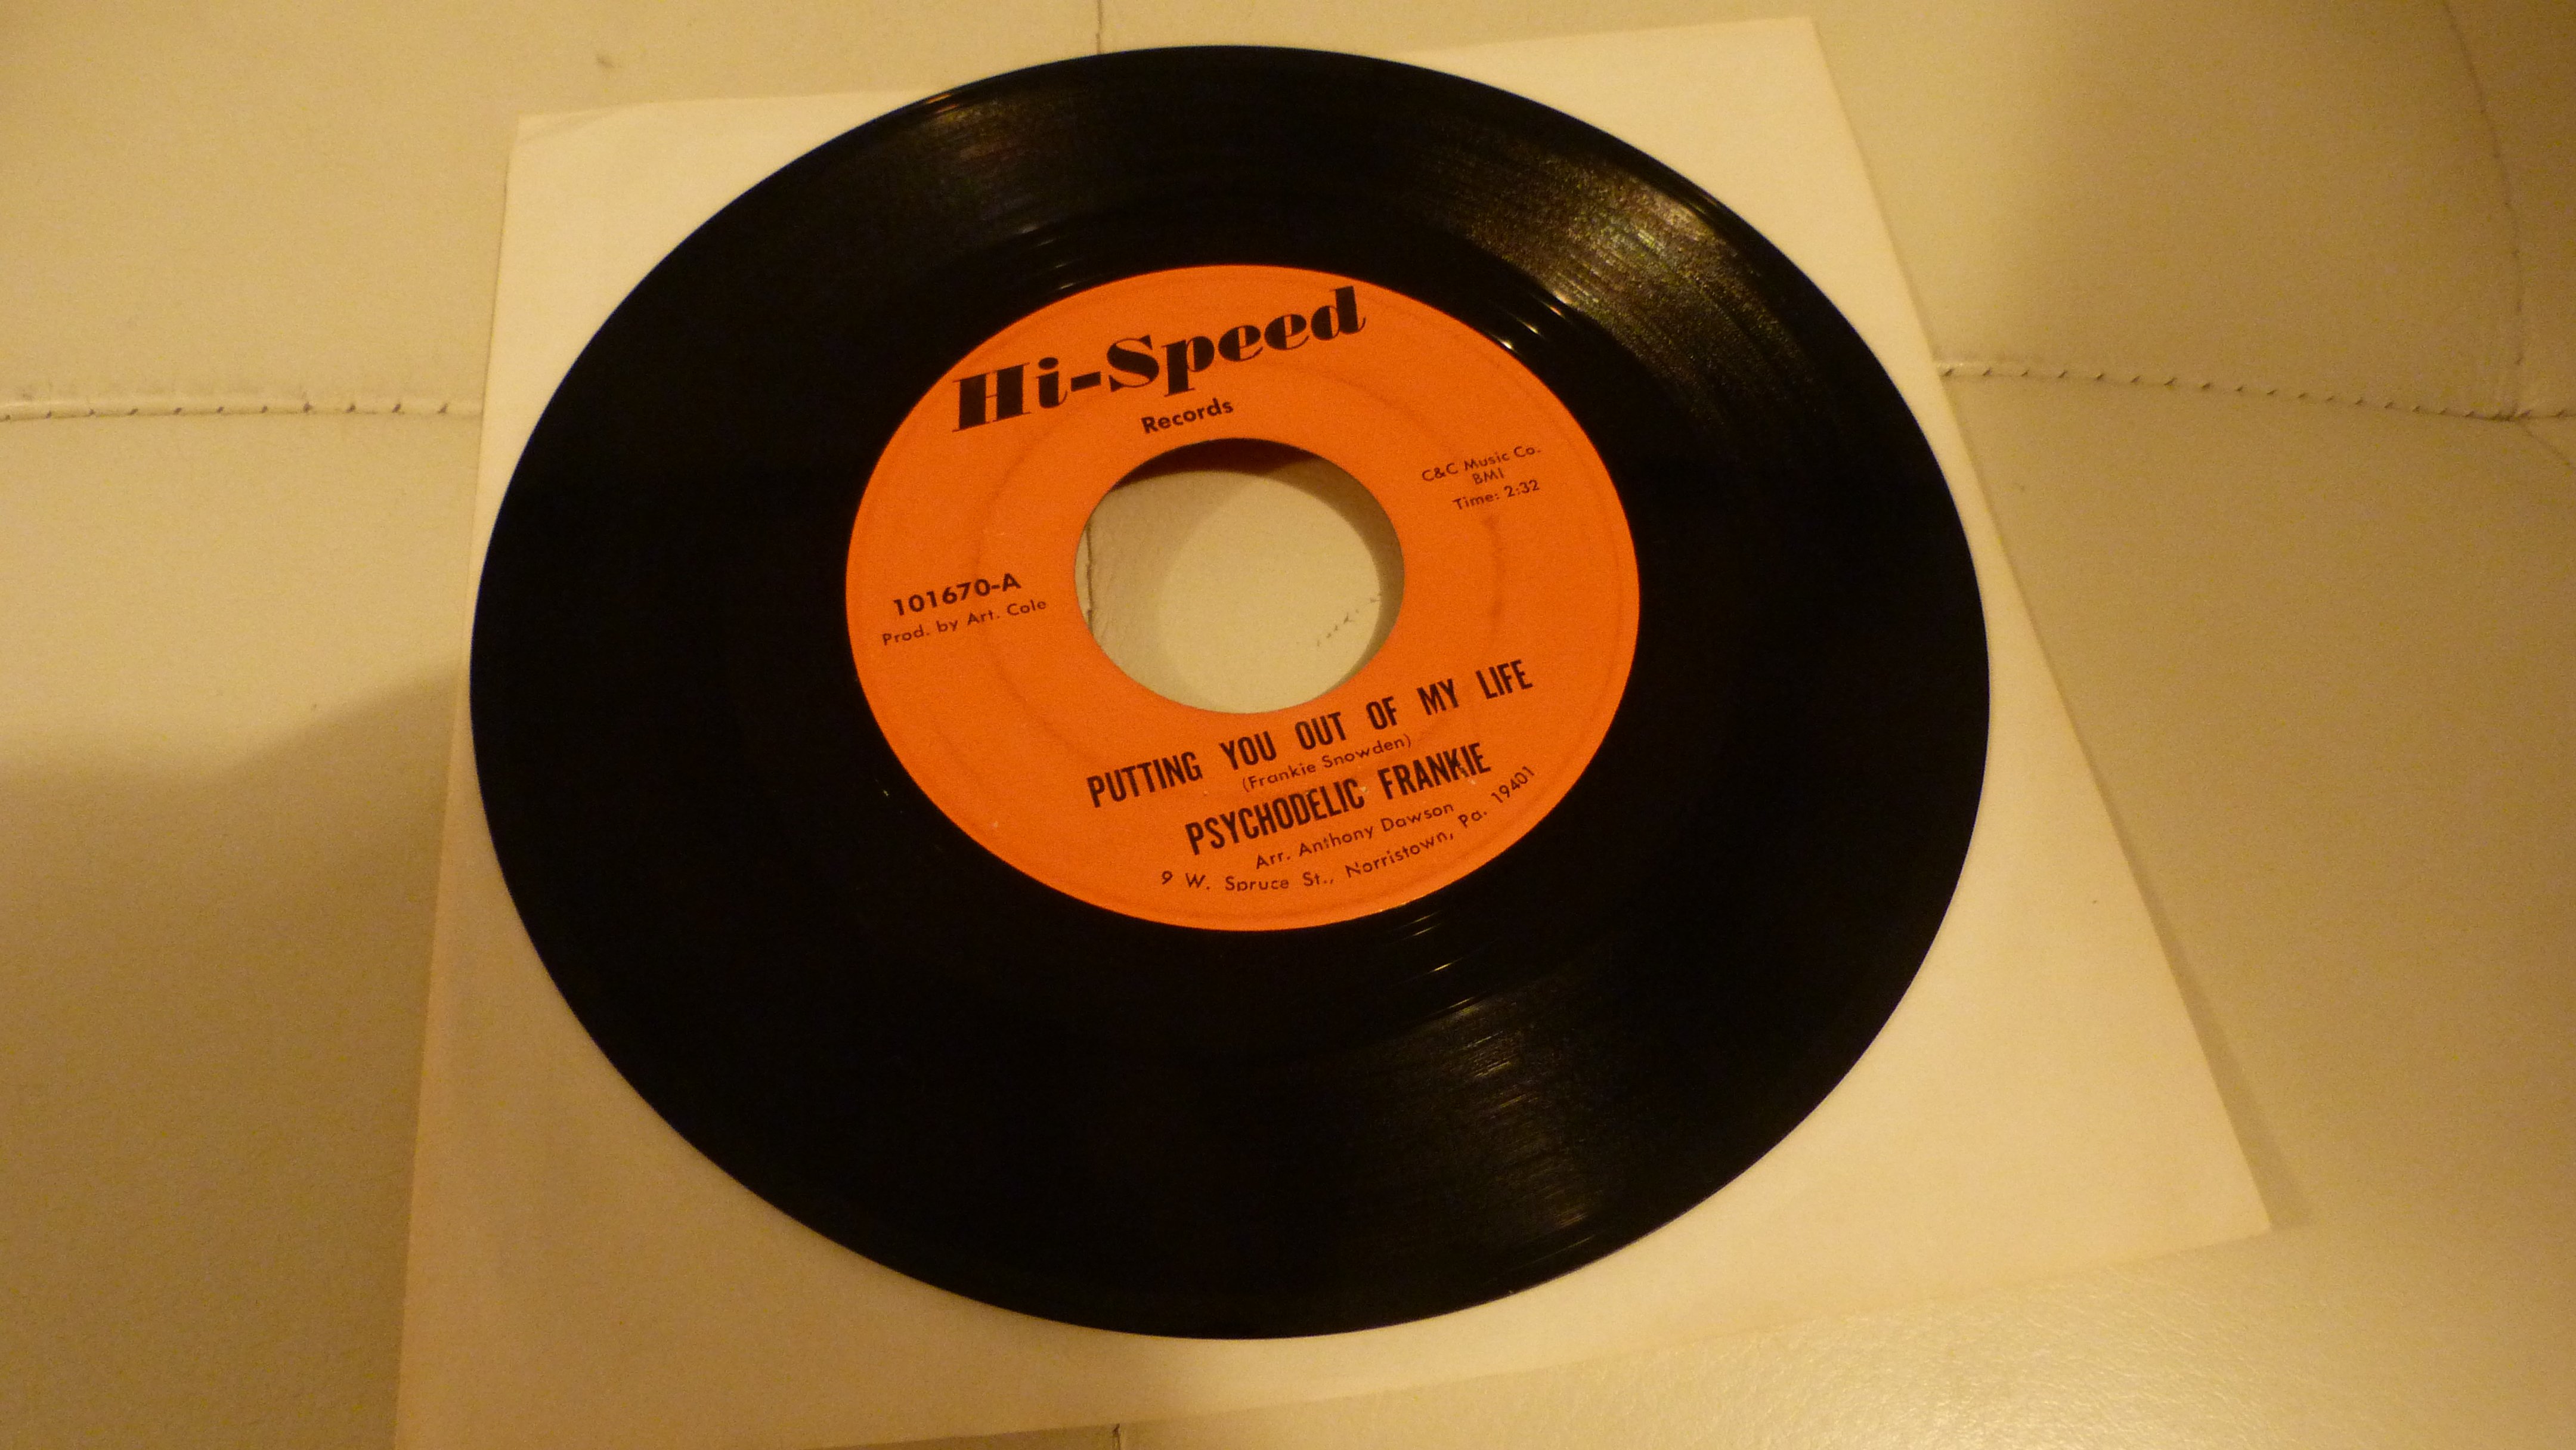 Hi-Speed
Records
C&C Music Co.
BMI
Time: 2:32
101670-A
Prod. by Art. Cole
PUTTING YOU OUT OF MY LIFE
(Frankie Snowden)
PSYCHODELIC FRANKIE
Arr. Anthony Dawson
9 W. Spruce St., Norristown, Pa. 19401